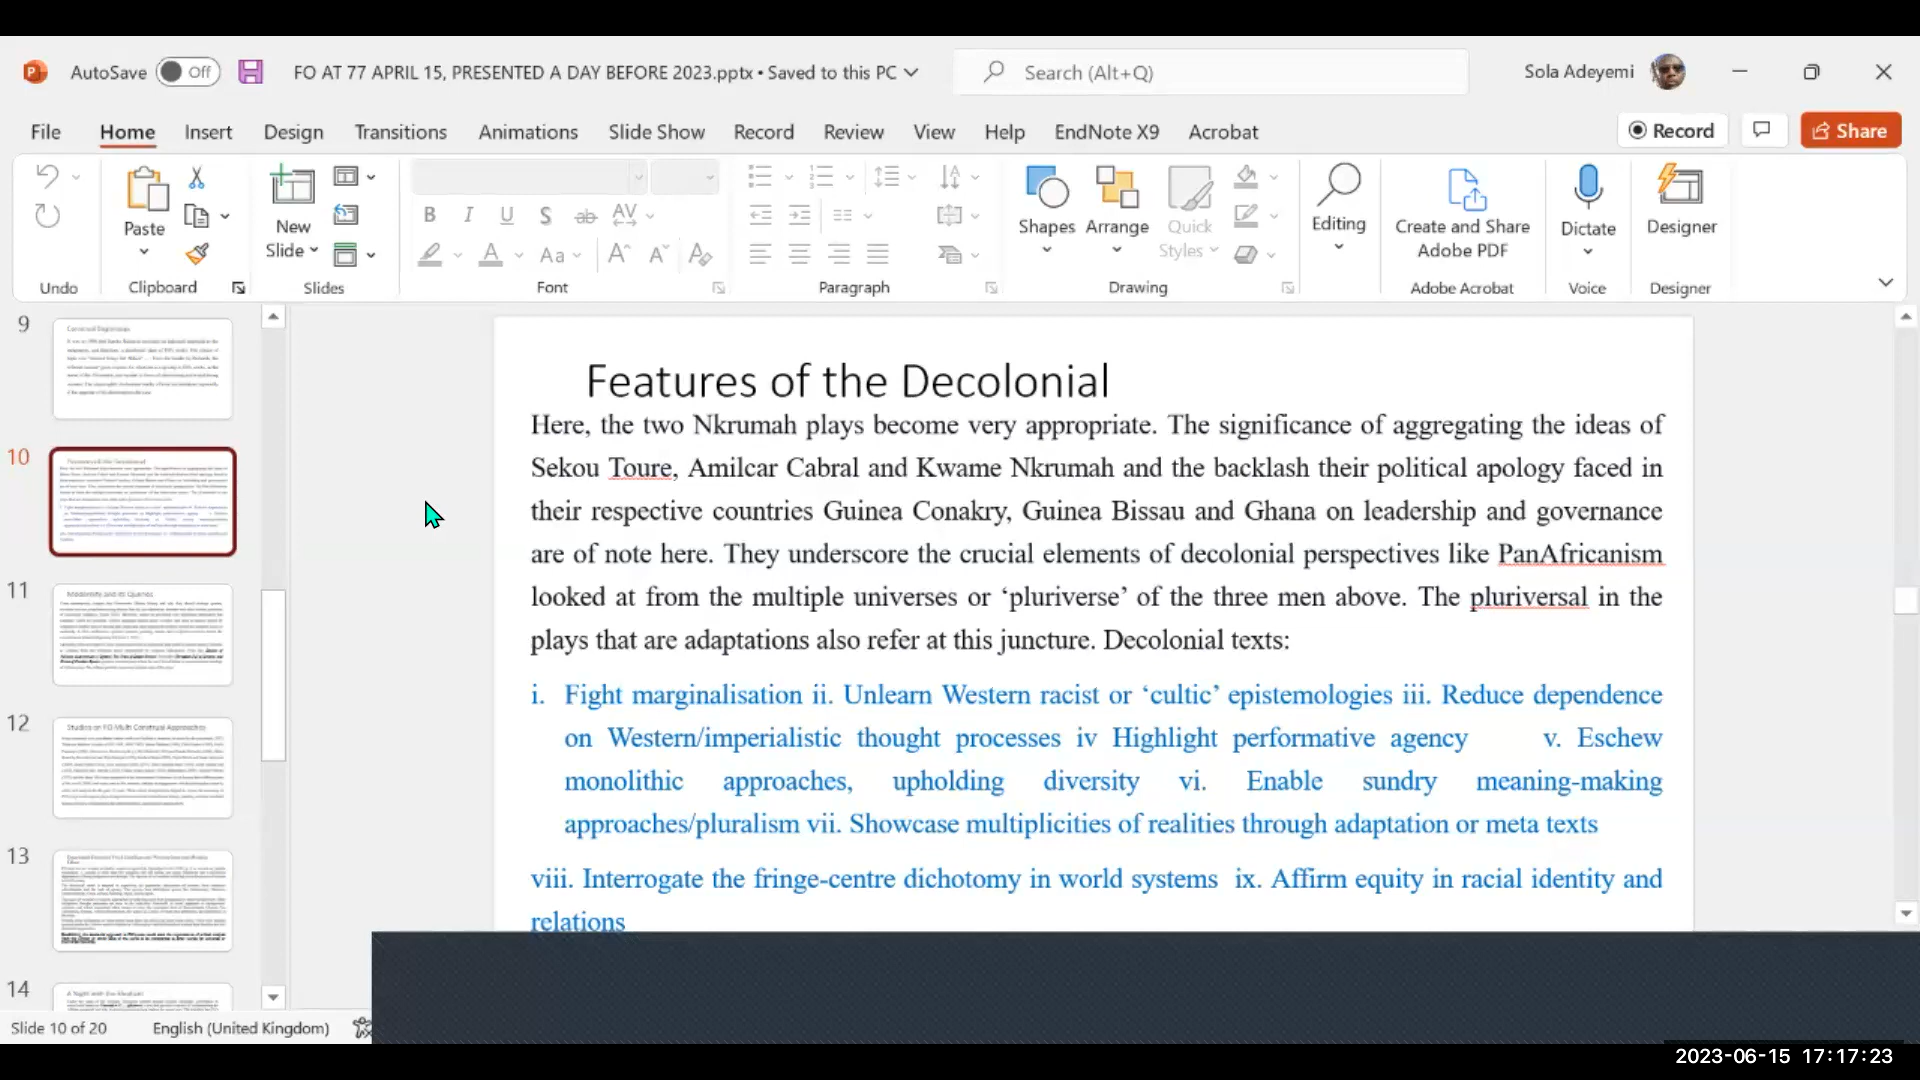 AutoSave Off FO AT 77 APRIL 15, PRESENTED A DAY BEFORE 2023.pptx • Saved to this PC Search (Alt+Q) Sola Adeyemi
File Home Insert Design Transitions Animations Slide Show Record Review View Help EndNote X9 Acrobat Record Share
Paste New Slide Shapes Arrange Quick Styles Editing Create and Share Adobe PDF Dictate Designer
Undo Clipboard Slides Font Paragraph Drawing Adobe Acrobat Voice Designer
9
10
11
Modernity and its Queries
12
Studies on FO Multi Construal Approaches
13
14
Features of the Decolonial
Here, the two Nkrumah plays become very appropriate. The significance of aggregating the ideas of
Sekou Toure, Amilcar Cabral and Kwame Nkrumah and the backlash their political apology faced in
their respective countries Guinea Conakry, Guinea Bissau and Ghana on leadership and governance
are of note here. They underscore the crucial elements of decolonial perspectives like PanAfricanism
looked at from the multiple universes or ‘pluriverse’ of the three men above. The pluriversal in the
plays that are adaptations also refer at this juncture. Decolonial texts:
i. Fight marginalisation ii. Unlearn Western racist or ‘cultic’ epistemologies iii. Reduce dependence
on Western/imperialistic thought processes iv Highlight performative agency v. Eschew
monolithic approaches, upholding diversity vi. Enable sundry meaning-making
approaches/pluralism vii. Showcase multiplicities of realities through adaptation or meta texts
viii. Interrogate the fringe-centre dichotomy in world systems ix. Affirm equity in racial identity and
relations
Slide 10 of 20 English (United Kingdom)
2023-06-15 17:17:23